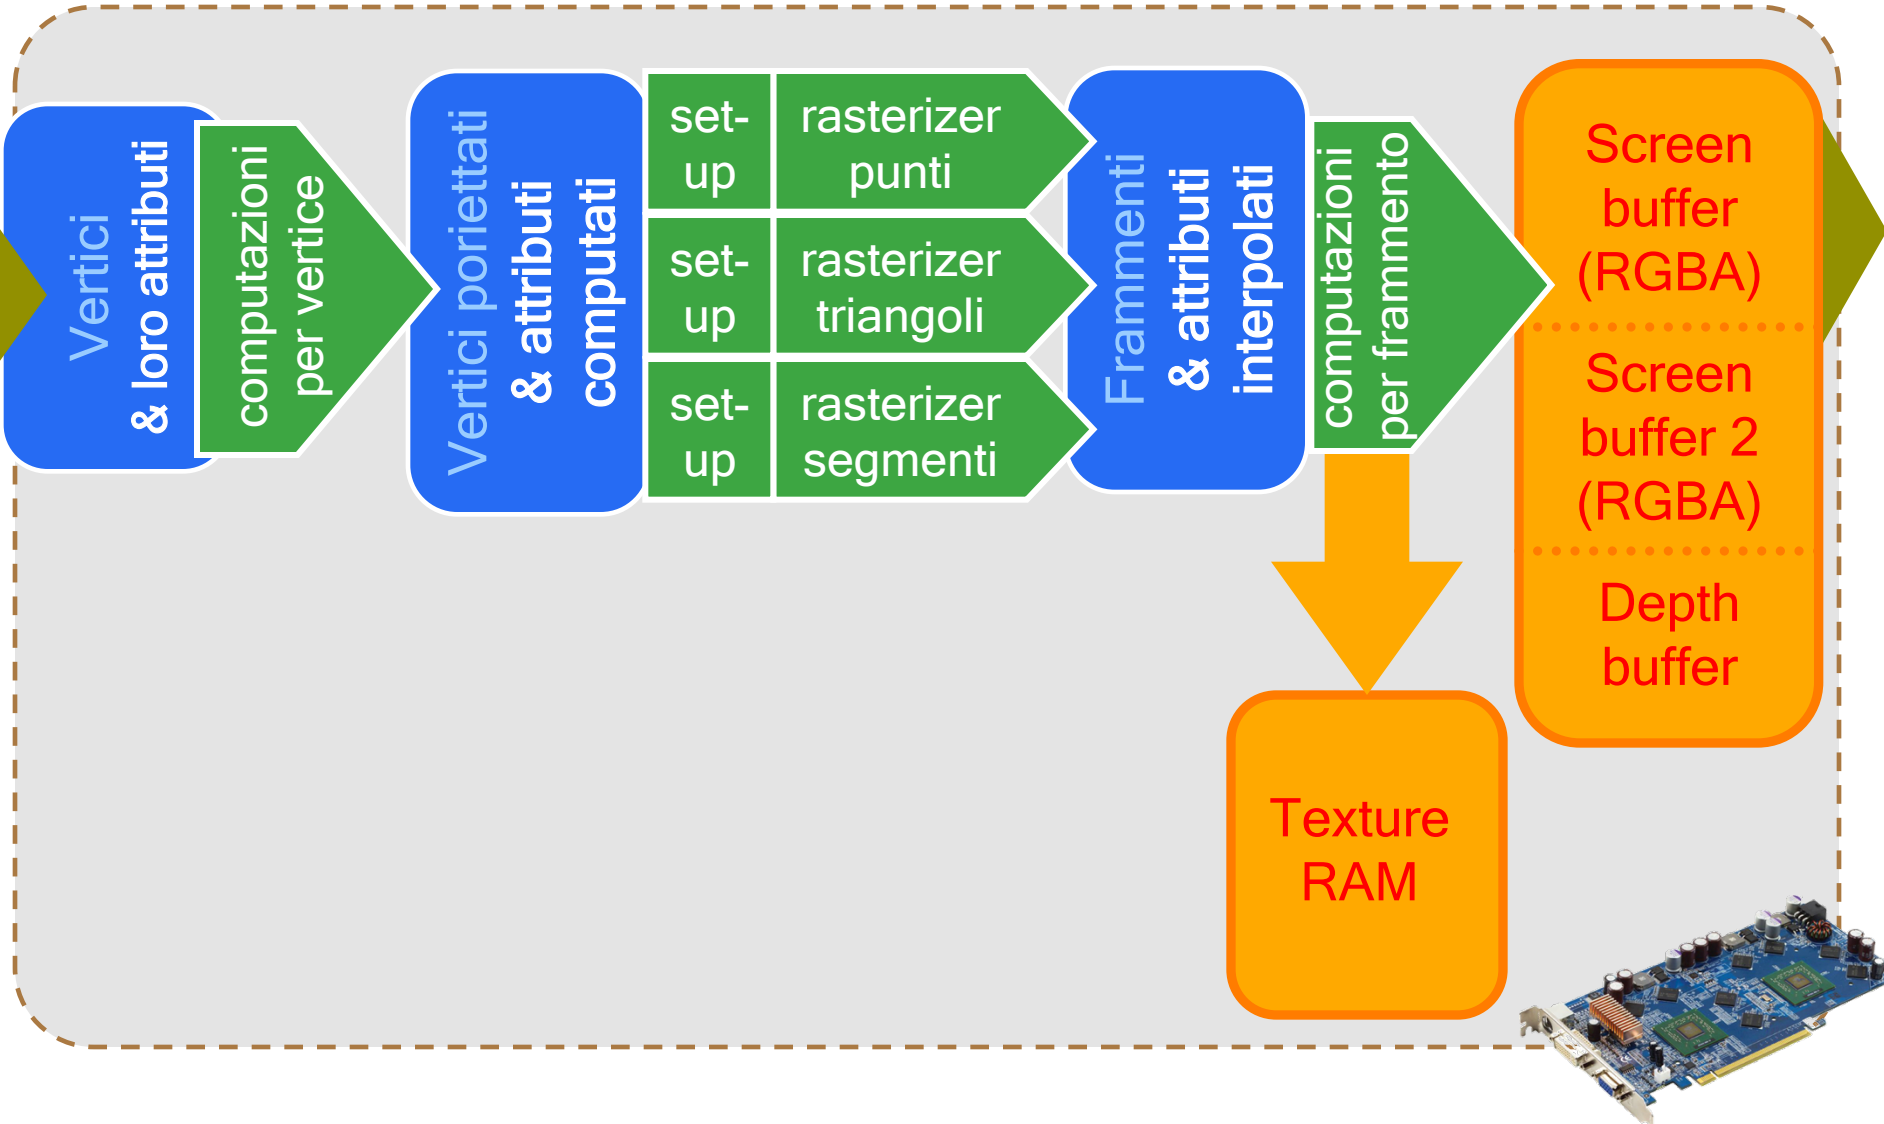 Vertici
& loro attributi
computazioni
per vertice
Vertici poriettati
& attributi
computati
set-
up
rasterizer
punti
set-
up
rasterizer
triangoli
set-
up
rasterizer
segmenti
Frammenti
& attributi
interpolati
computazioni
per frammento
Screen
buffer
(RGBA)
Screen
buffer 2
(RGBA)
Depth
buffer
Texture
RAM